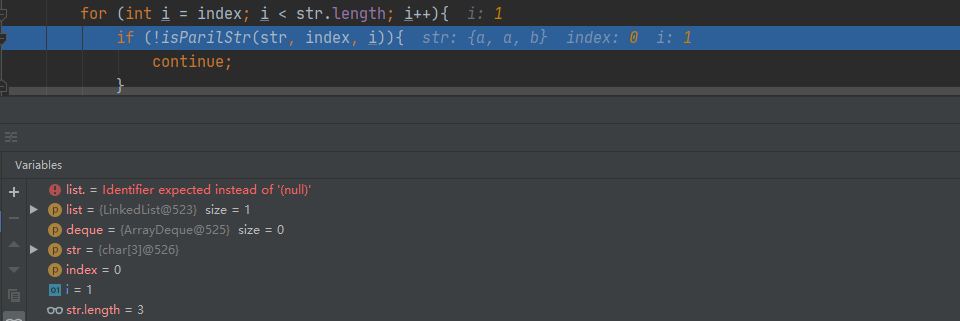 for (int i = index; i < str.length; i++){ i: 1
if (!isParilStr(str, index, i)){ str: {a, a, b} index: 0 i: 1
continue;
}
Variables
list. = Identifier expected instead of '(null)'
list = {LinkedList@523} size = 1
deque = {ArrayDeque@525} size = 0
str = {char[3]@526}
index = 0
i = 1
str.length = 3